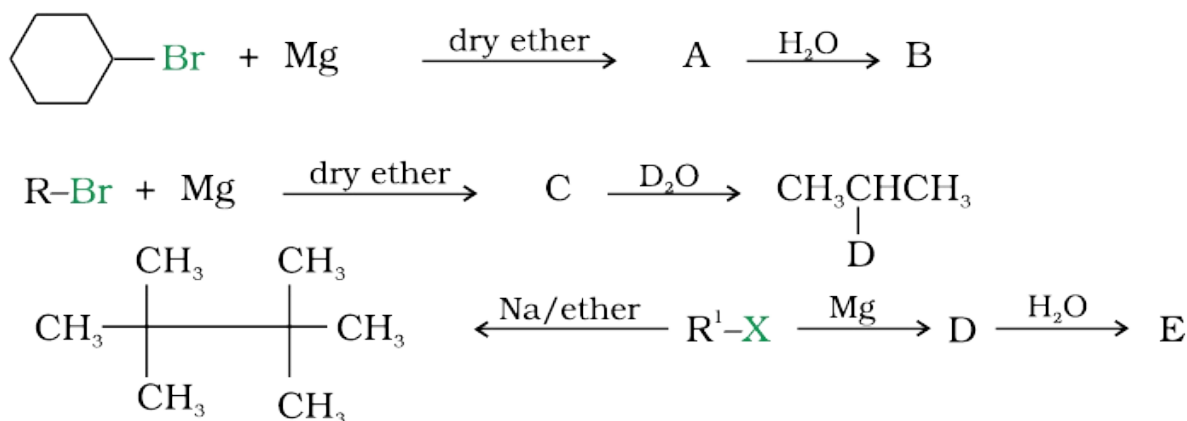 Br + Mg dry ether A H₂O B
R–Br + Mg dry ether C D₂O CH₃CHCH₃
D
CH₃ CH₃
CH₃ CH₃ Na/ether R¹–X Mg D H₂O E
CH₃ CH₃